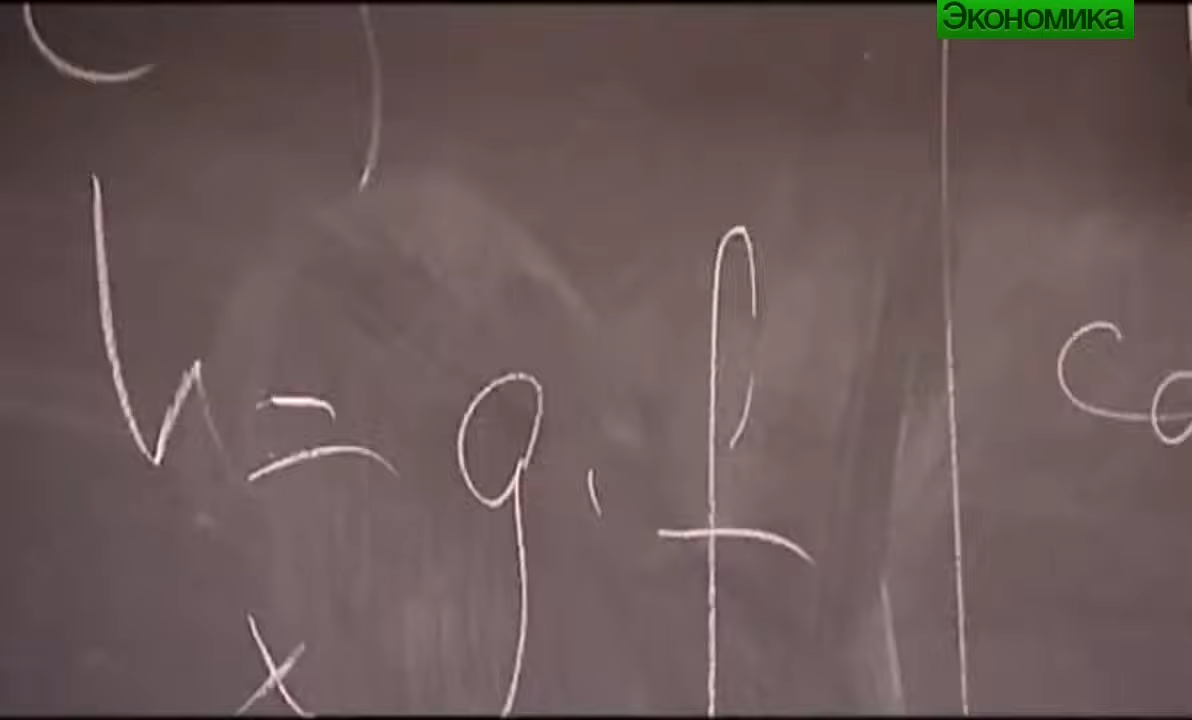 Экономика
h = g · f
x